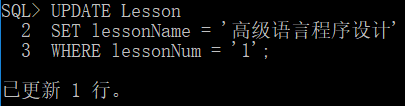 SQL> UPDATE Lesson
2 SET lessonName = '高级语言程序设计'
3 WHERE lessonNum = '1';
已更新 1 行。